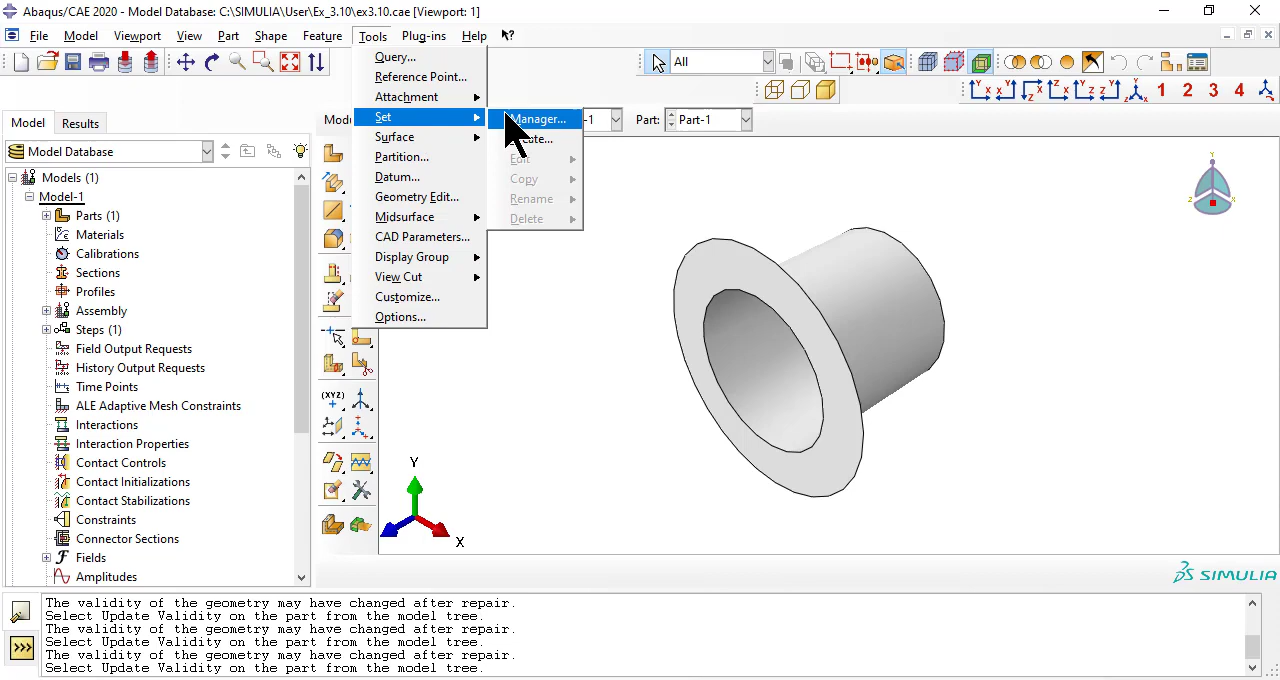 Abaqus/CAE 2020 - Model Database: C:\SIMULIA\User\Ex_3.10\ex3.10.cae [Viewport: 1]
File Model Viewport View Part Shape Feature Tools Plug-ins Help
All
1 2 3 4
Model Results
Part: Part-1
Model Database
Models (1)
Model-1
Parts (1)
Materials
Calibrations
Sections
Profiles
Assembly
Steps (1)
Field Output Requests
History Output Requests
Time Points
ALE Adaptive Mesh Constraints
Interactions
Interaction Properties
Contact Controls
Contact Initializations
Contact Stabilizations
Constraints
Connector Sections
Fields
Amplitudes
Query...
Reference Point...
Attachment
Set
Surface
Partition...
Datum...
Geometry Edit...
Midsurface
CAD Parameters...
Display Group
View Cut
Customize...
Options...
Manager...
Copy
Rename
Delete
(XYZ)
Y
X
Y
X
Z
SIMULIA
The validity of the geometry may have changed after repair.
Select Update Validity on the part from the model tree.
The validity of the geometry may have changed after repair.
Select Update Validity on the part from the model tree.
The validity of the geometry may have changed after repair.
Select Update Validity on the part from the model tree.
>>>